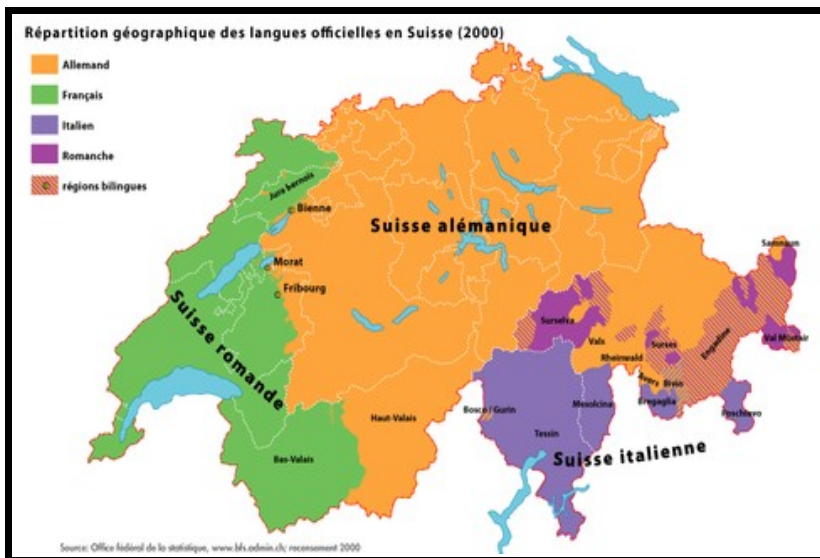 Répartition géographique des langues officielles en Suisse (2000)
Allemand
Français
Italien
Romanche
régions bilingues
Jura bernois
Bienne
Suisse alémanique
Morat
Fribourg
Suisse romande
Samnaun
Surselva
Val Müstair
Engadine
Vals
Surses
Rheinwald
Avers
Bivio
Haut-Valais
Bosco / Gurin
Mesolcina
Bregaglia
Poschiavo
Tessin
Bas-Valais
Suisse italienne
Source: Office fédéral de la statistique, www.bfs.admin.ch; recensement 2000